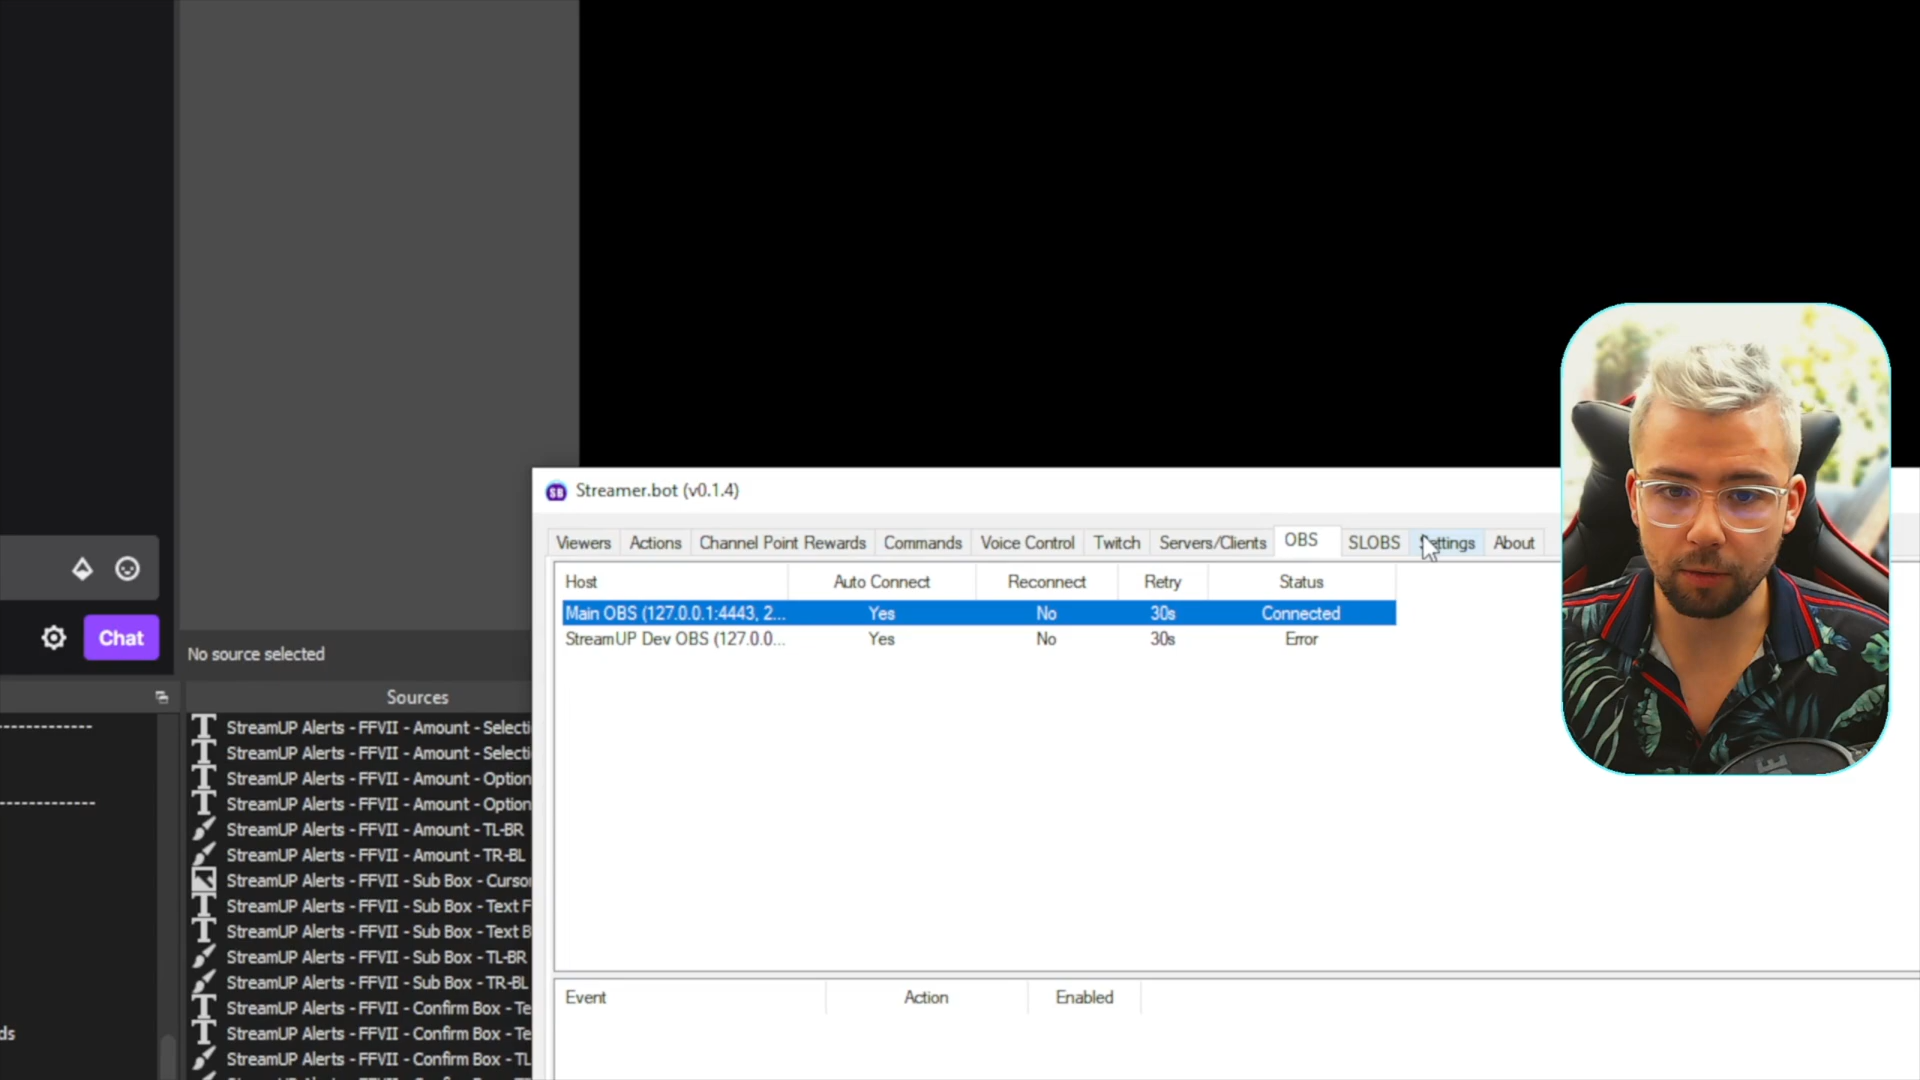 SB Streamer.bot (v0.1.4)
Viewers Actions Channel Point Rewards Commands Voice Control Twitch Servers/Clients OBS SLOBS Settings About
Host Auto Connect Reconnect Retry Status
Main OBS (127.0.0.1:4443, 2... Yes No 30s Connected
StreamUP Dev OBS (127.0.0... Yes No 30s Error
Event Action Enabled
Chat
No source selected
Sources
StreamUP Alerts - FFVII - Amount - Selecti
StreamUP Alerts - FFVII - Amount - Selecti
StreamUP Alerts - FFVII - Amount - Option
StreamUP Alerts - FFVII - Amount - Option
StreamUP Alerts - FFVII - Amount - TL-BR
StreamUP Alerts - FFVII - Amount - TR-BL
StreamUP Alerts - FFVII - Sub Box - Curso
StreamUP Alerts - FFVII - Sub Box - Text F
StreamUP Alerts - FFVII - Sub Box - Text B
StreamUP Alerts - FFVII - Sub Box - TL-BR
StreamUP Alerts - FFVII - Sub Box - TR-BL
StreamUP Alerts - FFVII - Confirm Box - Te
StreamUP Alerts - FFVII - Confirm Box - Te
StreamUP Alerts - FFVII - Confirm Box - TL
ds